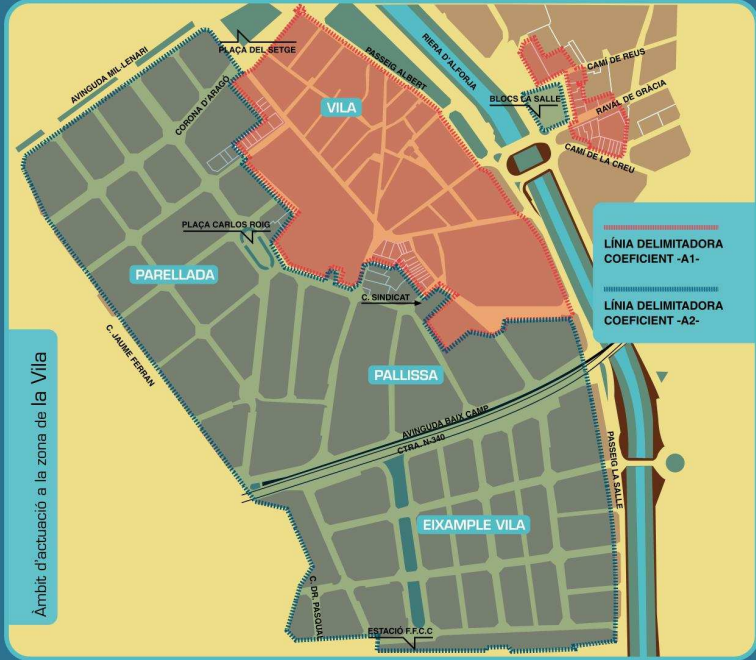 PLAÇA DEL SETGE
AVINGUDA MIL·LENARI
CORONA D'ARAGÓ
PASSEIG ALBERT
RIERA D'ALFORJA
VILA
CAMÍ DE REUS
BLOCS LA SALLE
RAVAL DE GRÀCIA
CAMÍ DE LA CREU
PLAÇA CARLOS ROIG
PARELLADA
C. SINDICAT
LÍNIA DELIMITADORA
COEFICIENT -A1-
LÍNIA DELIMITADORA
COEFICIENT -A2-
C. JAUME FERRAN
PALLISSA
AVINGUDA BAIX CAMP
CTRA. N-340
PASSEIG LA SALLE
EIXAMPLE VILA
C. DR. PASQUAL
ESTACIÓ F.F.C.C
Àmbit d'actuació a la zona de la Vila